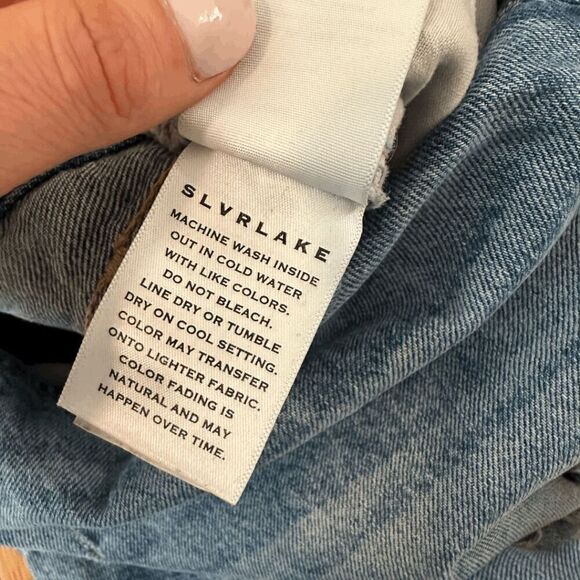 SLVRLAKE
MACHINE WASH INSIDE
OUT IN COLD WATER
WITH LIKE COLORS.
DO NOT BLEACH.
LINE DRY OR TUMBLE
DRY ON COOL SETTING.
COLOR MAY TRANSFER
ONTO LIGHTER FABRIC.
COLOR FADING IS
NATURAL AND MAY
HAPPEN OVER TIME.